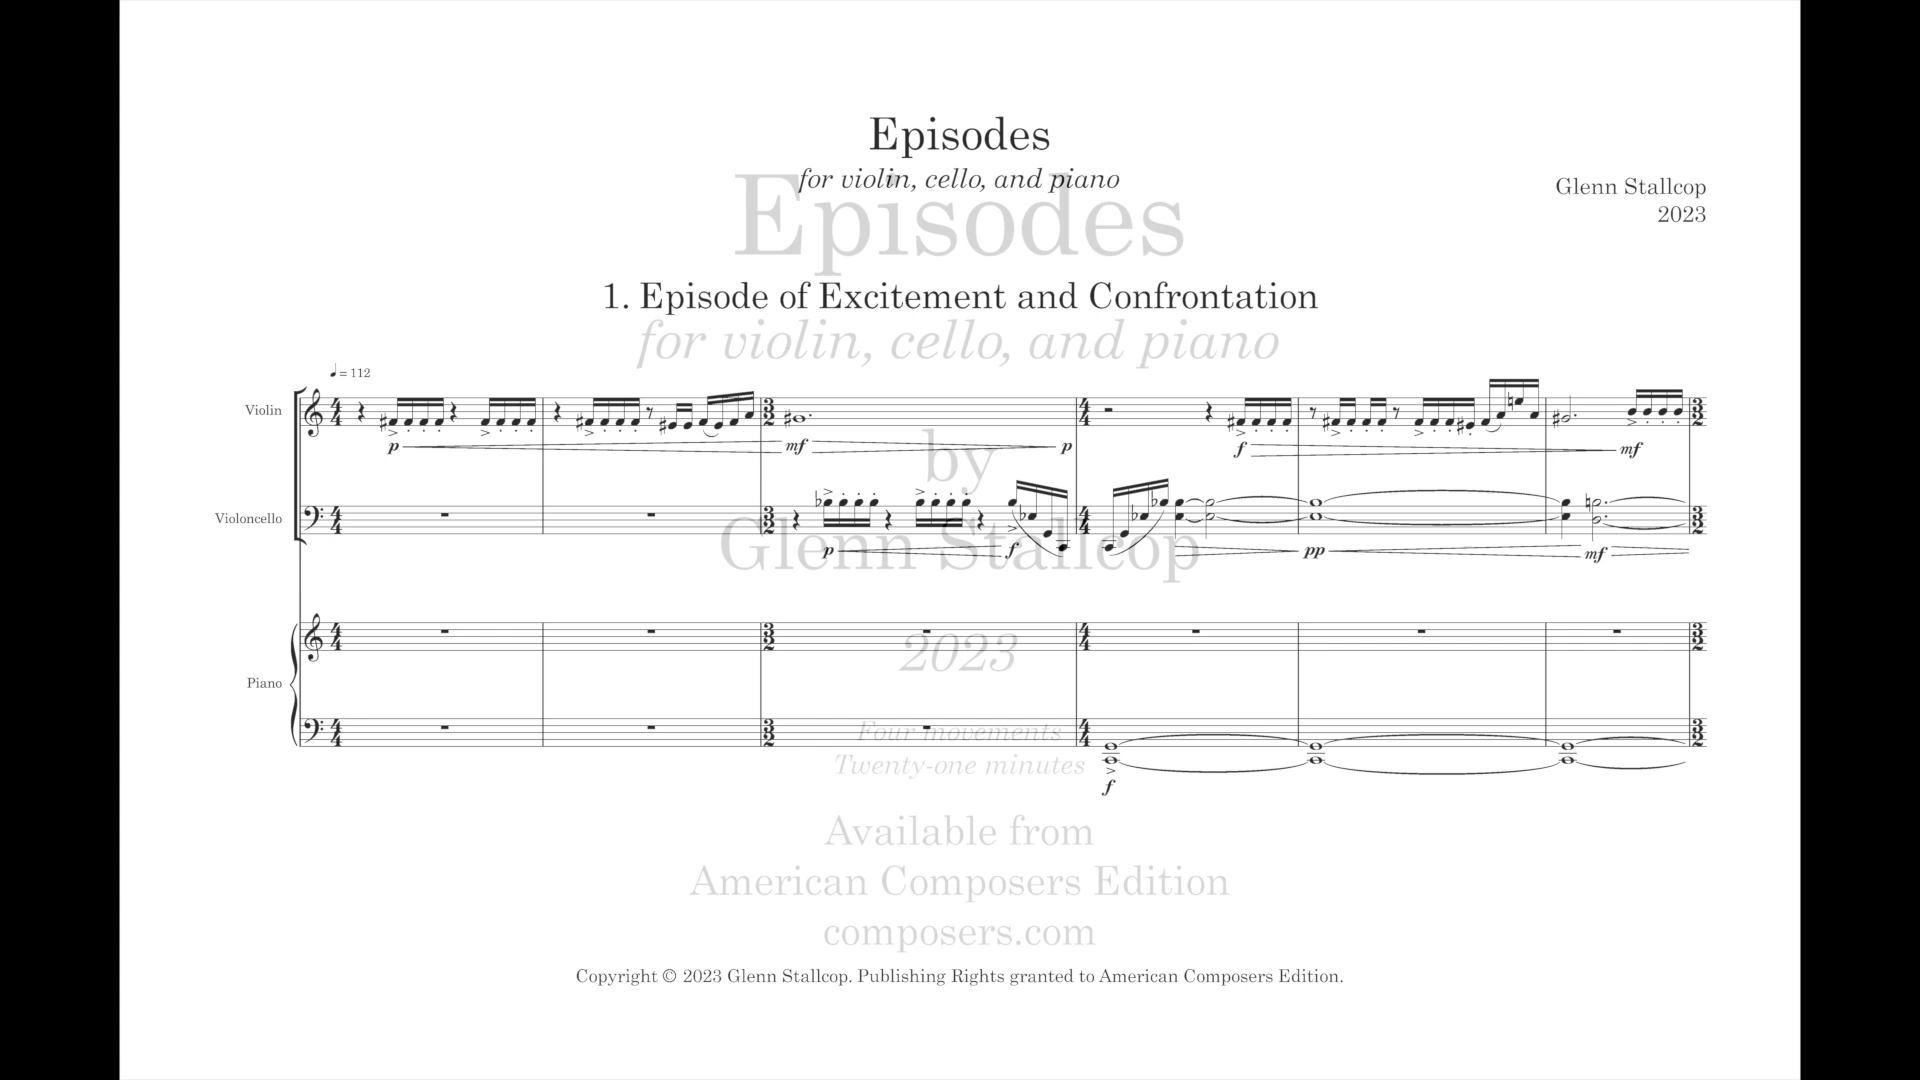 Episodes
for violin, cello, and piano
Glenn Stallcop
2023
Episodes
1. Episode of Excitement and Confrontation
for violin, cello, and piano
= 112
Violin
p
mf
p
f
mf
by
Violoncello
p
f
pp
mf
Glenn Stallcop
2023
Piano
Four movements
Twenty-one minutes
f
Available from
American Composers Edition
composers.com
Copyright © 2023 Glenn Stallcop. Publishing Rights granted to American Composers Edition.